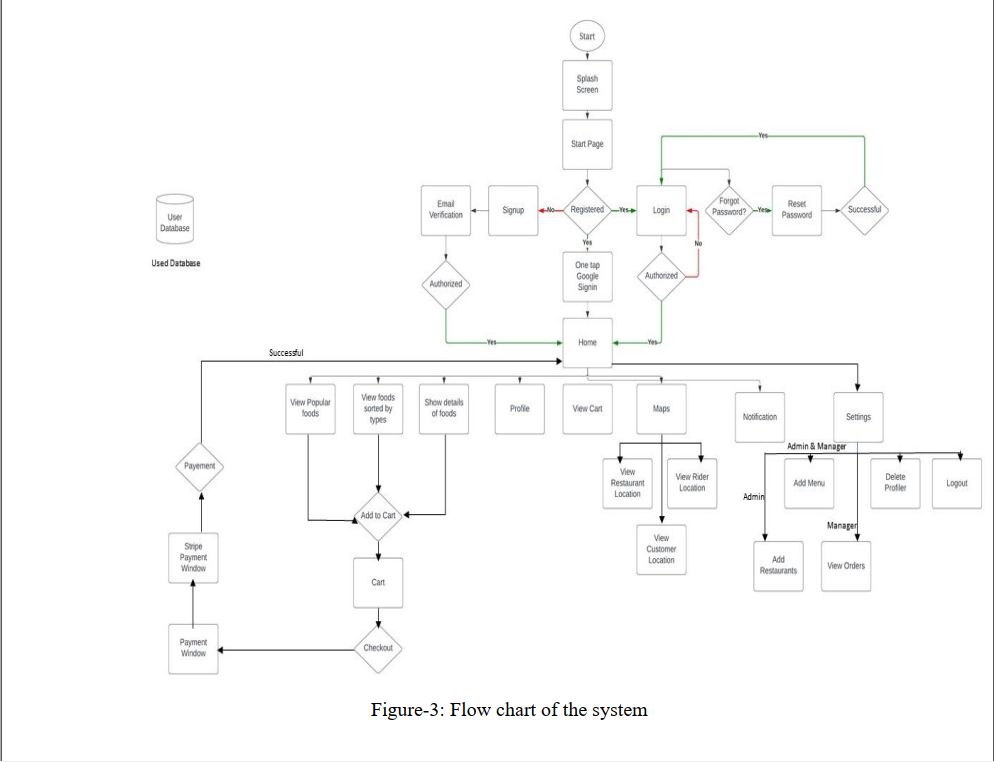 Start
Splash
Screen
Start Page
Yes
Email
Verification
Signup
No
Registered
Yes
Login
Forgot
Password?
Yes
Reset
Password
Successful
User
Database
Used Database
Yes
No
Authorized
One tap
Google
Signin
Authorized
Yes
Home
Yes
Successful
View Popular
foods
View foods
sorted by
types
Show details
of foods
Profile
View Cart
Maps
Notification
Settings
Admin & Manager
Payement
View
Restaurant
Location
View Rider
Location
Add Menu
Delete
Profiler
Logout
Admin
Manager
Add to Cart
Stripe
Payment
Window
View
Customer
Location
Add
Restaurants
View Orders
Cart
Payment
Window
Checkout
Figure-3: Flow chart of the system